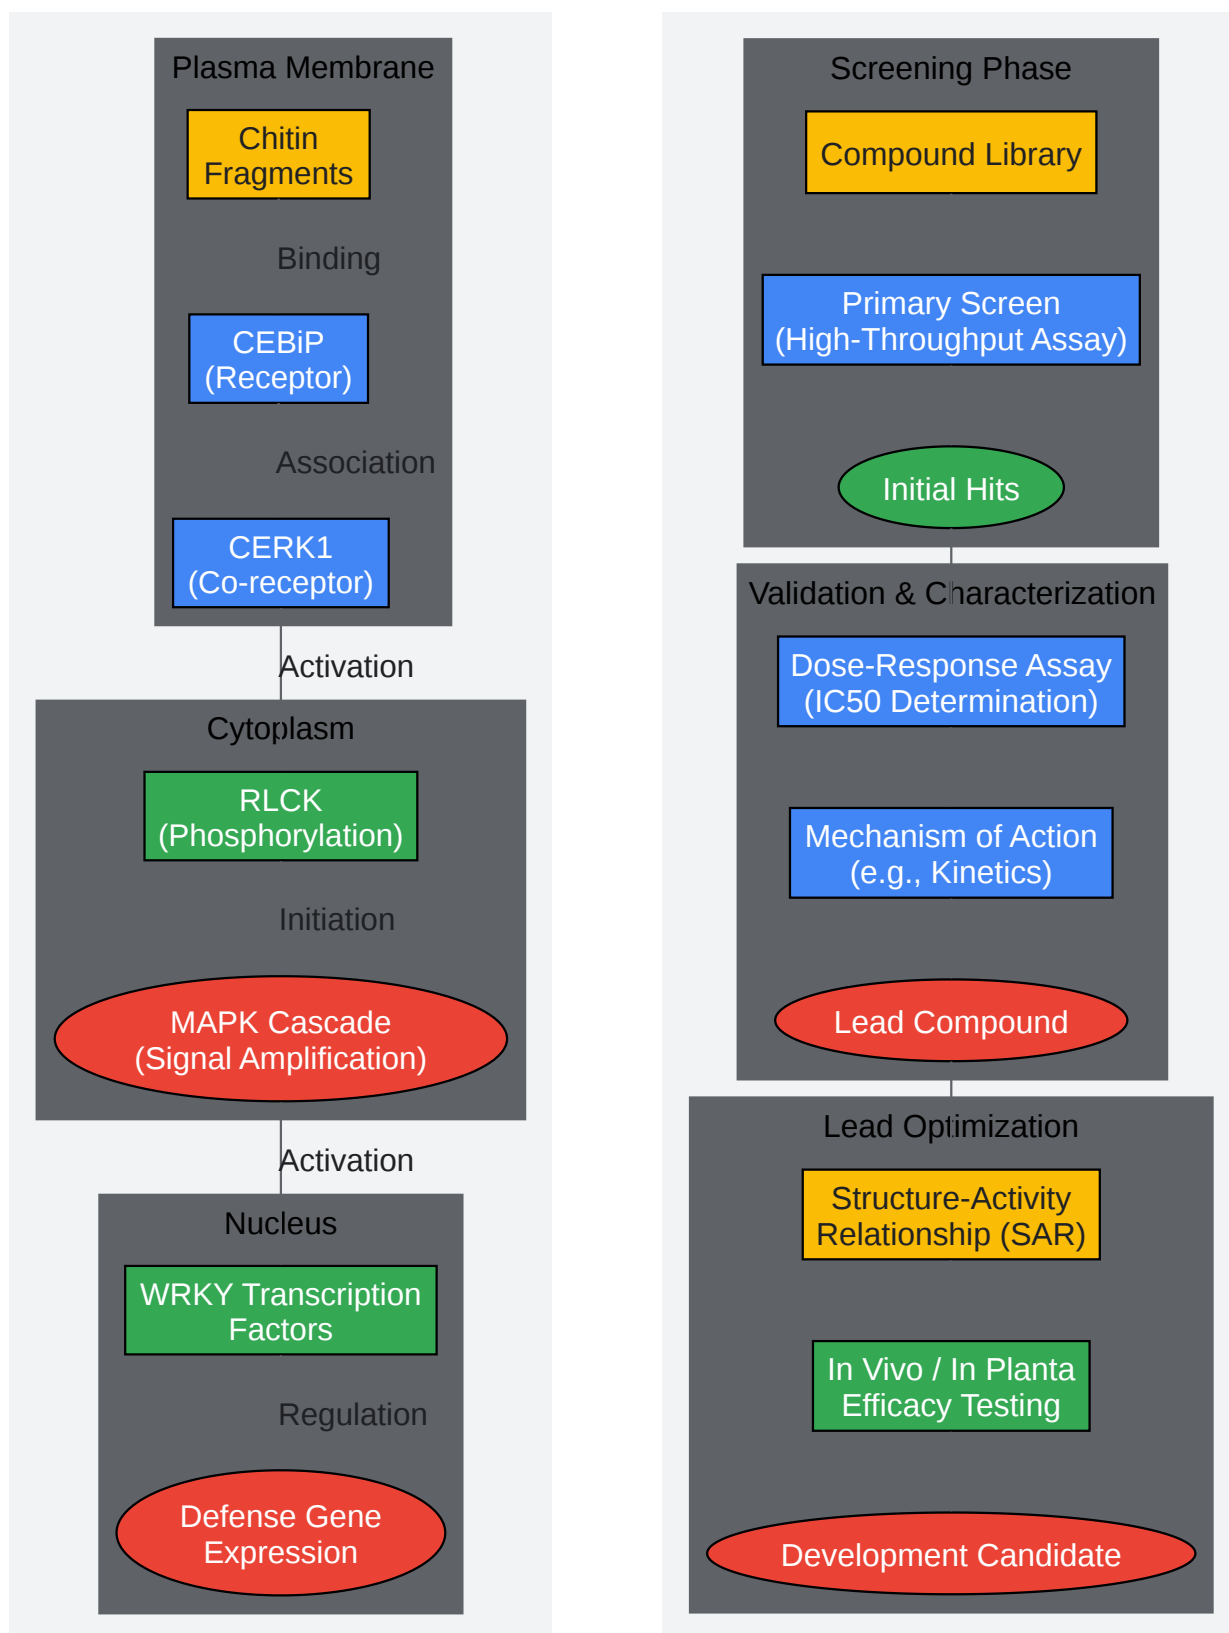 Plasma Membrane
Chitin
Fragments
Binding
CEBiP
(Receptor)
Association
CERK1
(Co-receptor)
Activation
Cytoplasm
RLCK
(Phosphorylation)
Initiation
MAPK Cascade
(Signal Amplification)
Activation
Nucleus
WRKY Transcription
Factors
Regulation
Defense Gene
Expression
Screening Phase
Compound Library
Primary Screen
(High-Throughput Assay)
Initial Hits
Validation & Characterization
Dose-Response Assay
(IC50 Determination)
Mechanism of Action
(e.g., Kinetics)
Lead Compound
Lead Optimization
Structure-Activity
Relationship (SAR)
In Vivo / In Planta
Efficacy Testing
Development Candidate